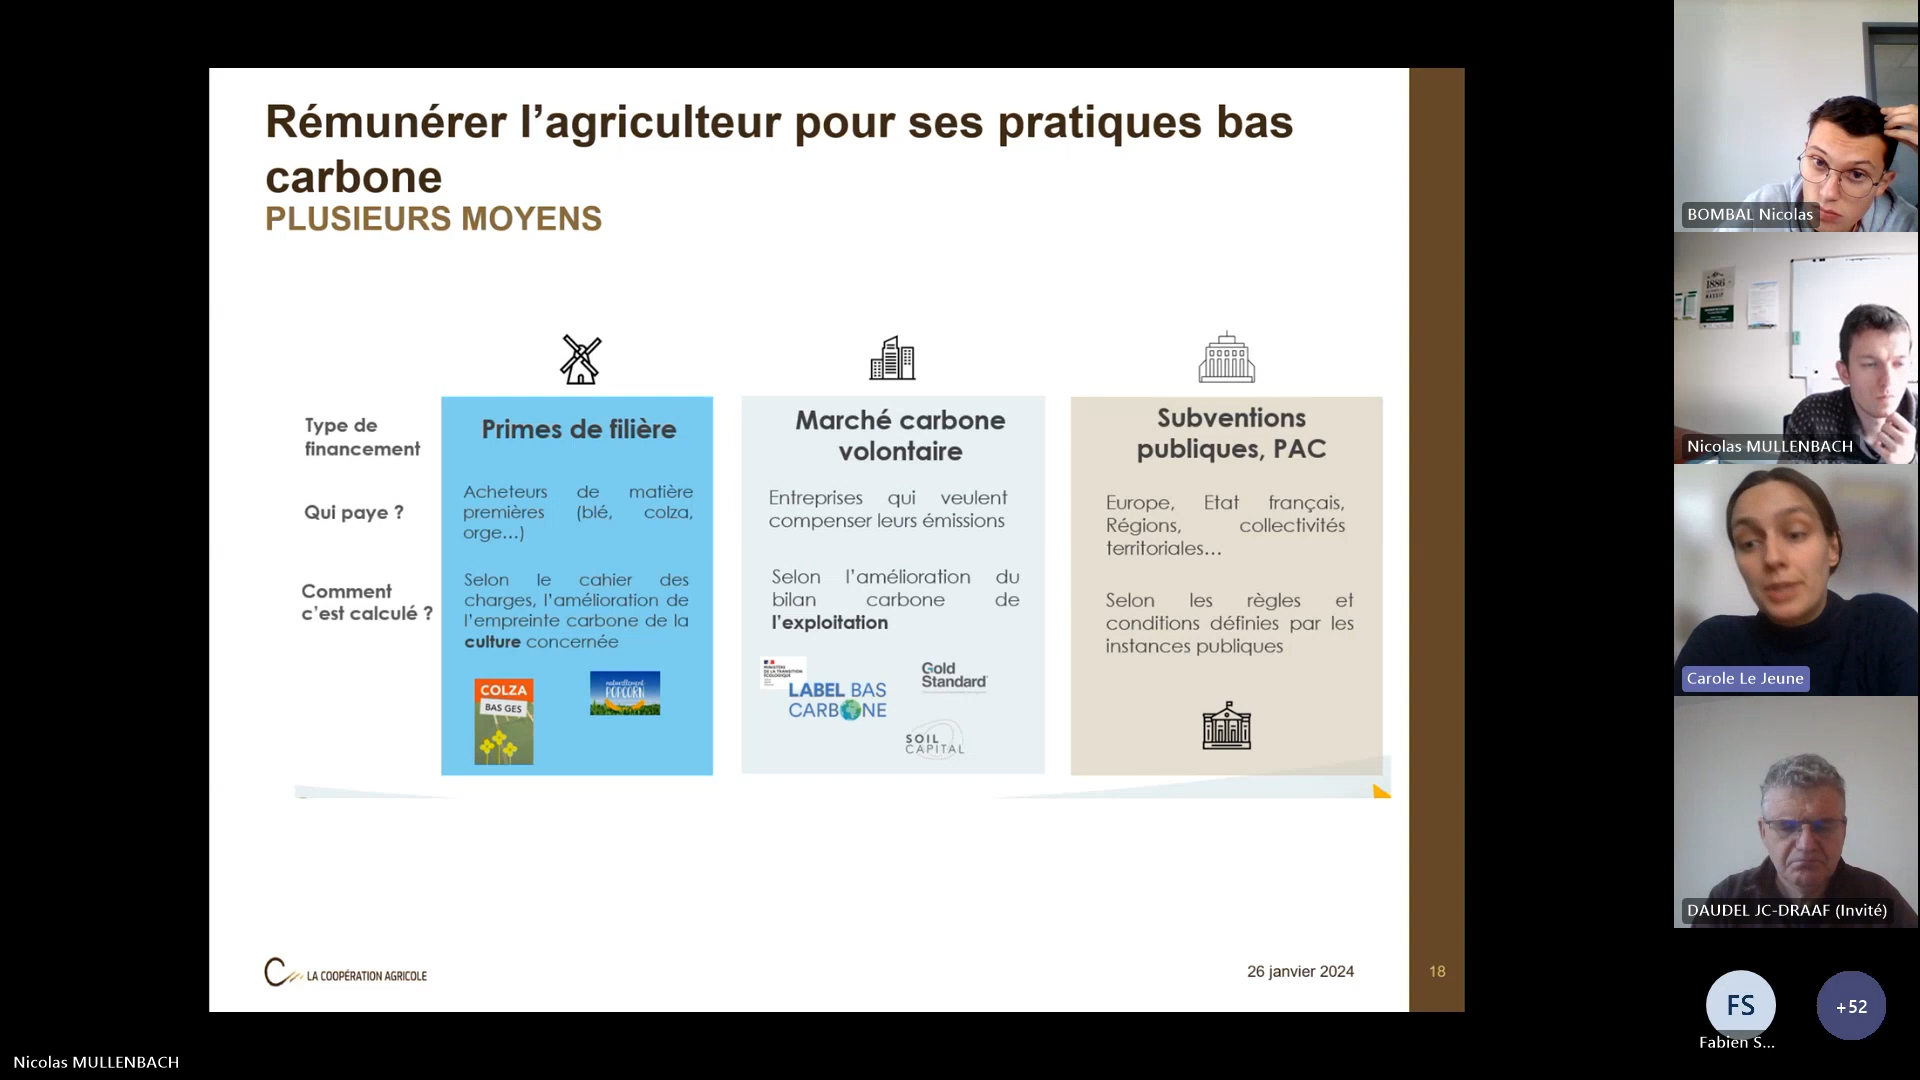 Rémunérer l’agriculteur pour ses pratiques bas
carbone
PLUSIEURS MOYENS
Type de
financement
Qui paye ?
Comment
c’est calculé ?
Primes de filière
Acheteurs de matière
premières (blé, colza,
orge…)
Selon le cahier des
charges, l’amélioration de
l’empreinte carbone de la
culture concernée
COLZA
BAS GES
naturellement
POPCORN
Marché carbone
volontaire
Entreprises qui veulent
compenser leurs émissions
Selon l’amélioration du
bilan carbone de
l’exploitation
MINISTÈRE
DE LA TRANSITION
ÉCOLOGIQUE
LABEL BAS
CARBONE
Gold
Standard
SOIL
CAPITAL
Subventions
publiques, PAC
Europe, Etat français,
Régions, collectivités
territoriales…
Selon les règles et
conditions définies par les
instances publiques
LA COOPÉRATION AGRICOLE
26 janvier 2024
18
BOMBAL Nicolas
1886
Nicolas MULLENBACH
Carole Le Jeune
DAUDEL JC-DRAAF (Invité)
FS
+52
Fabien S...
Nicolas MULLENBACH